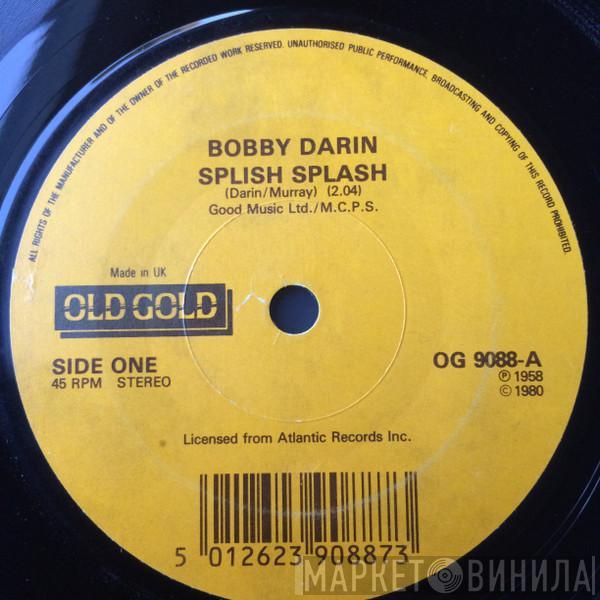 ALL RIGHTS OF THE MANUFACTURER AND OF THE OWNER OF THE RECORDED WORK RESERVED. UNAUTHORISED PUBLIC PERFORMANCE, BROADCASTING AND COPYING OF THIS RECORD PROHIBITED.
BOBBY DARIN
SPLISH SPLASH
(Darin/Murray) (2.04)
Good Music Ltd./M.C.P.S.
Made in UK
OLD GOLD
SIDE ONE
45 RPM STEREO
OG 9088-A
℗ 1958
© 1980
Licensed from Atlantic Records Inc.
5 012623 908873
МАРКЕТ ВИНИЛА